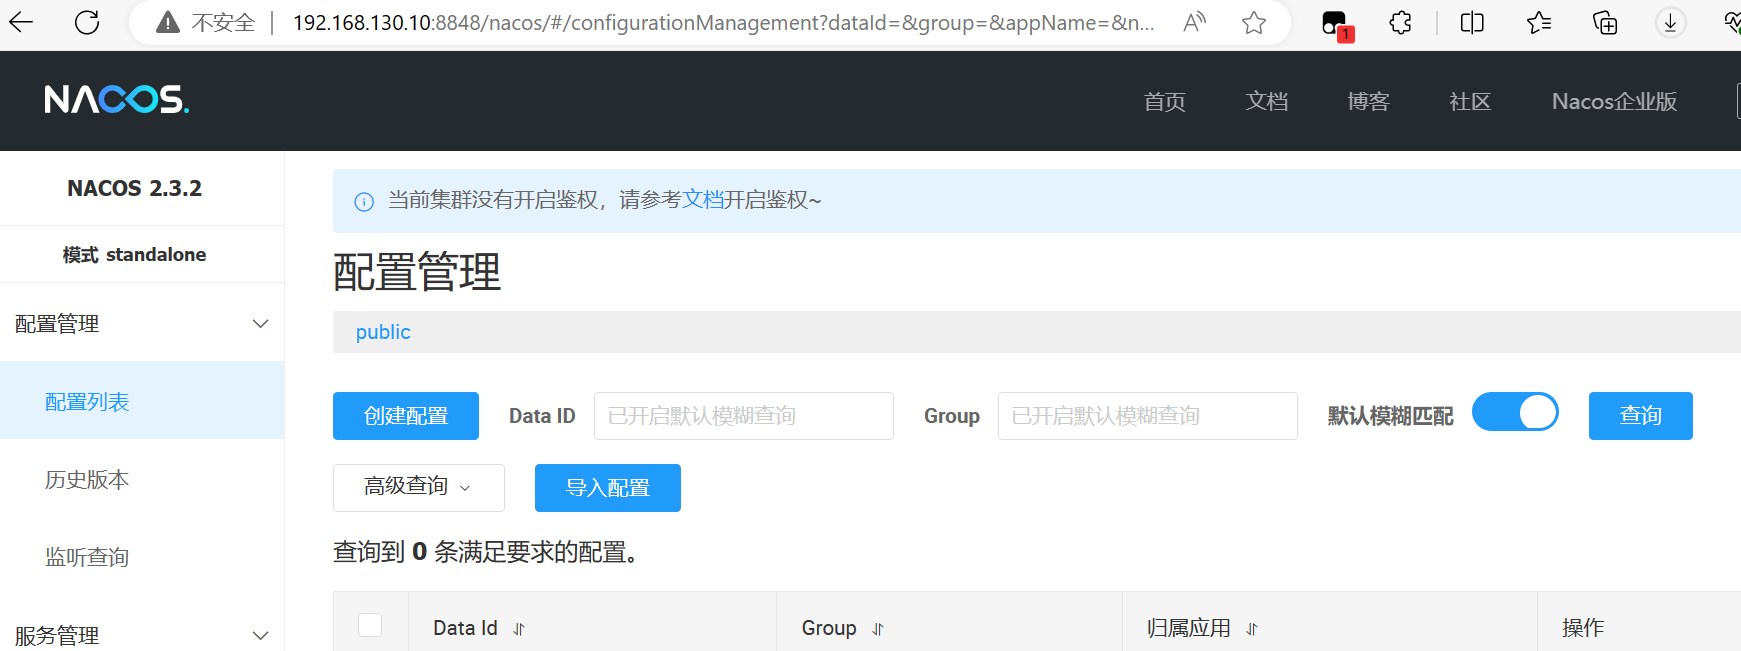 不安全 192.168.130.10:8848/nacos/#/configurationManagement?dataId=&group=&appName=&n...
1
NACOS.
首页 文档 博客 社区 Nacos企业版
NACOS 2.3.2
模式 standalone
配置管理
配置列表
历史版本
监听查询
服务管理
当前集群没有开启鉴权，请参考文档开启鉴权~
配置管理
public
创建配置 Data ID 已开启默认模糊查询 Group 已开启默认模糊查询 默认模糊匹配 查询
高级查询 导入配置
查询到 0 条满足要求的配置。
Data Id Group 归属应用 操作